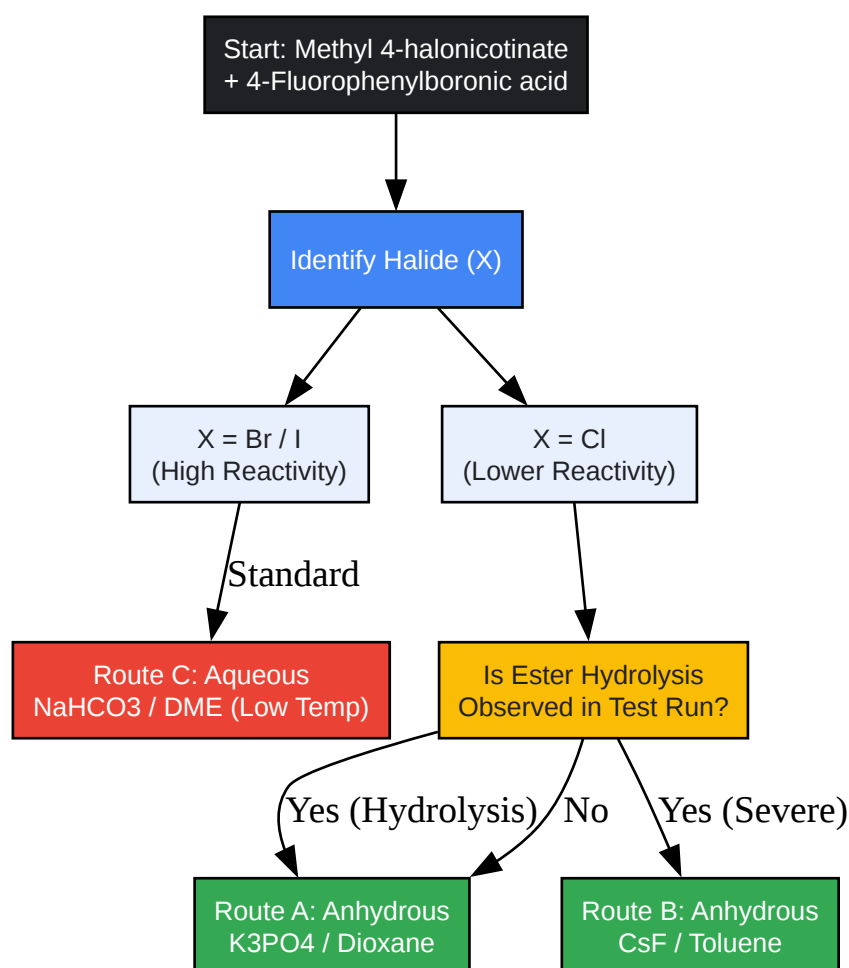 Start: Methyl 4-halonicotinate
+ 4-Fluorophenylboronic acid
Identify Halide (X)
X = Br / I
(High Reactivity)
X = Cl
(Lower Reactivity)
Standard
Route C: Aqueous
NaHCO3 / DME (Low Temp)
Is Ester Hydrolysis
Observed in Test Run?
Yes (Hydrolysis)
No
Yes (Severe)
Route A: Anhydrous
K3PO4 / Dioxane
Route B: Anhydrous
CsF / Toluene